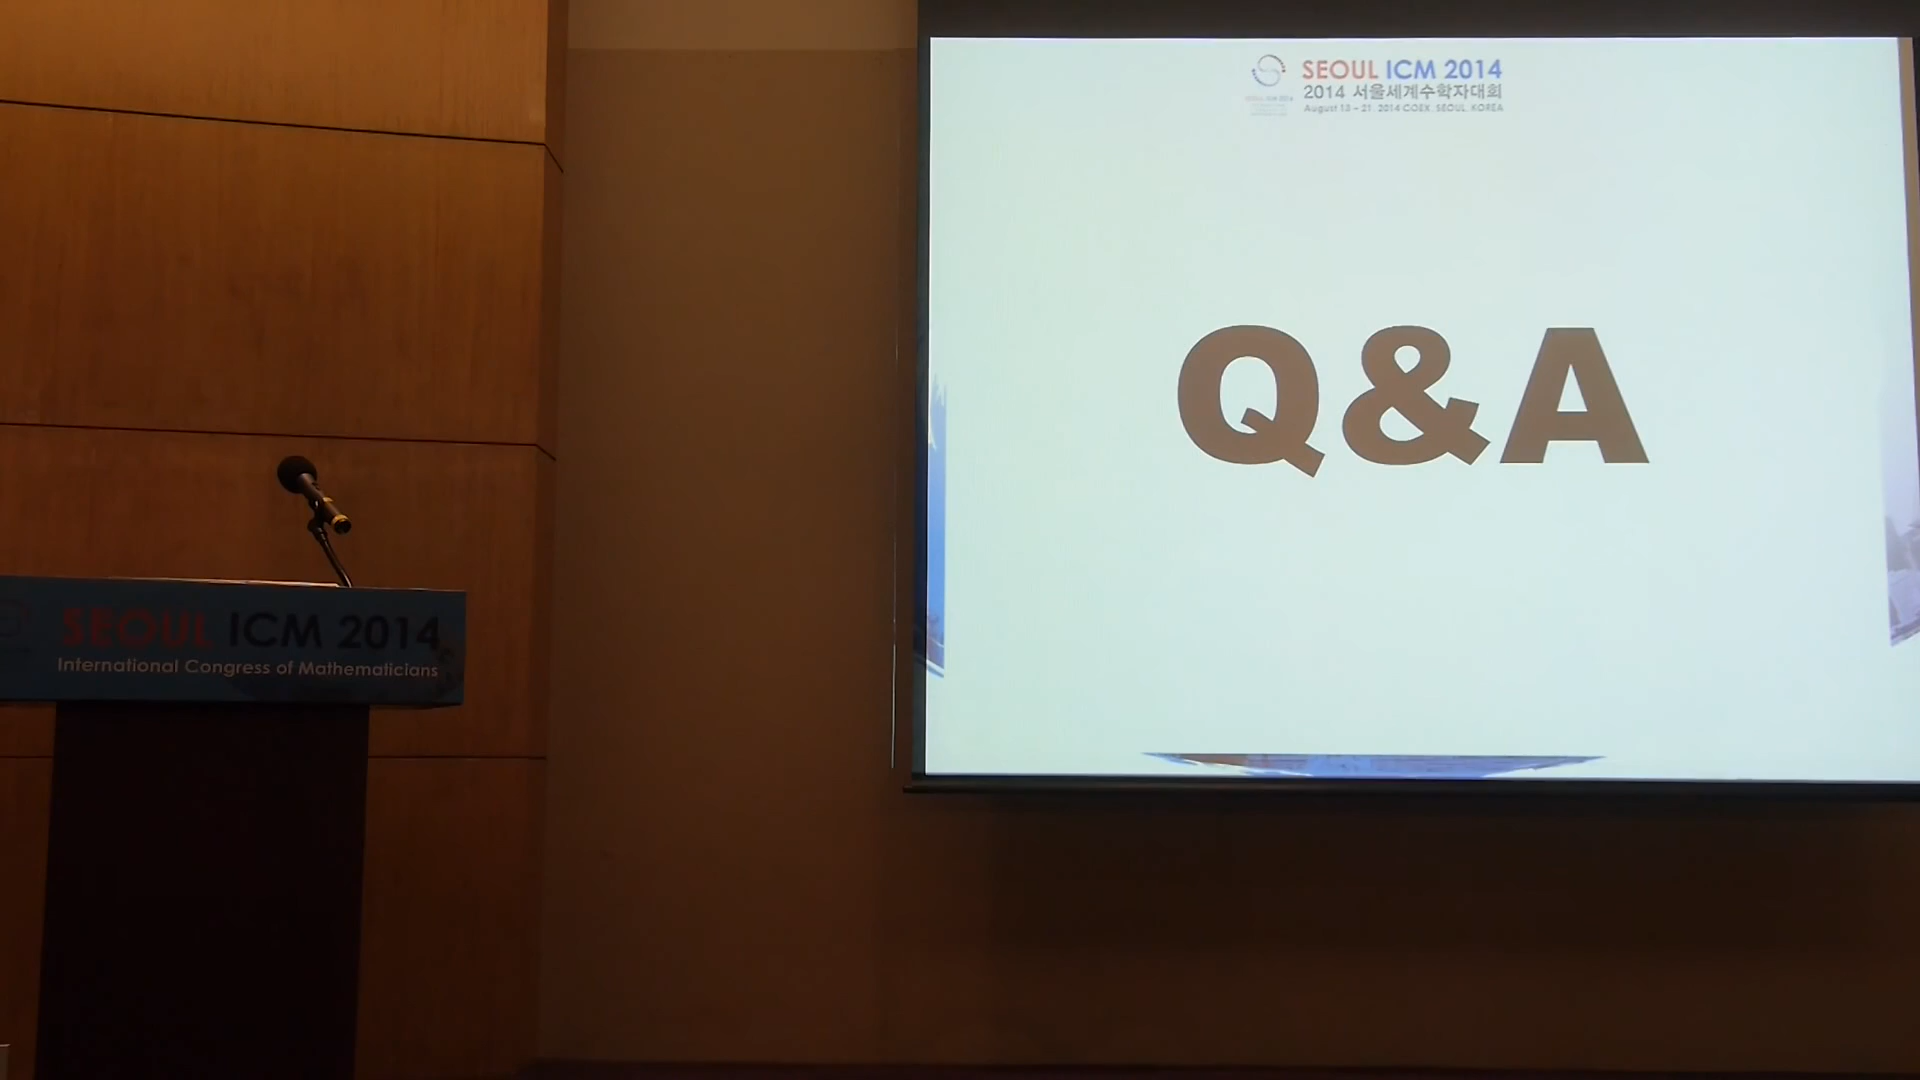 SEOUL ICM 2014
2014 서울세계수학자대회
August 13 – 21, 2014 COEX, SEOUL, KOREA
Q&A
SEOUL ICM 2014
International Congress of Mathematicians